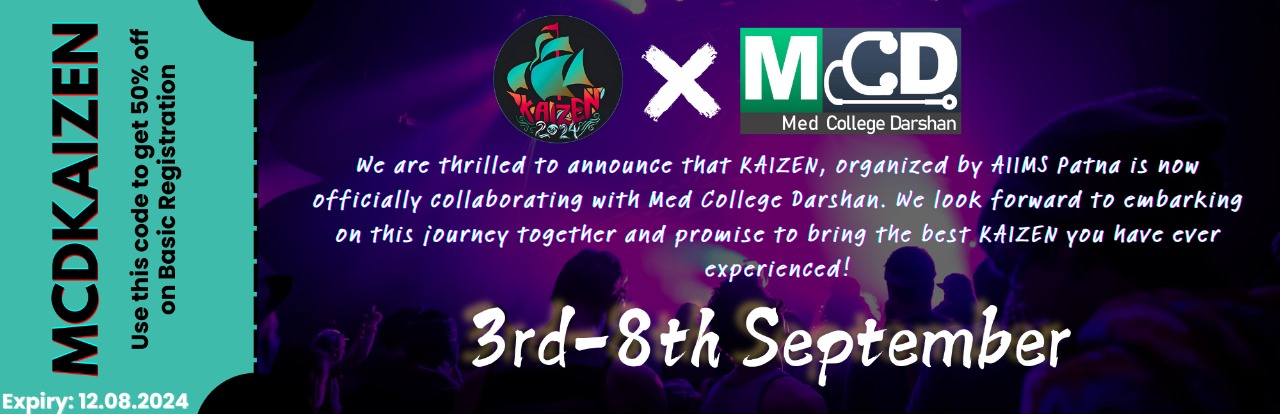 MCDKAIZEN
Use this code to get 50% off
on Basic Registration
Expiry: 12.08.2024
KAIZEN
2024
X
MCD
Med College Darshan
We are thrilled to announce that KAIZEN, organized by AIIMS Patna is now
officially collaborating with Med College Darshan. We look forward to embarking
on this journey together and promise to bring the best KAIZEN you have ever
experienced!
3rd-8th September